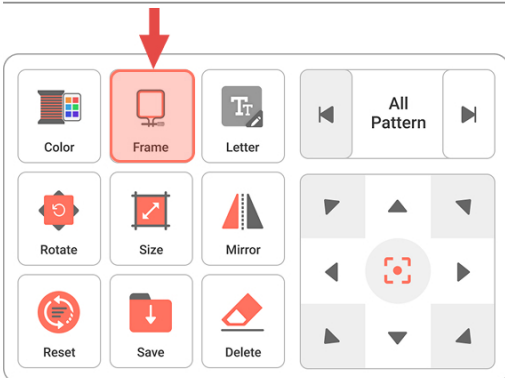 Color
Frame
Letter
All
Pattern
Rotate
Size
Mirror
Reset
Save
Delete